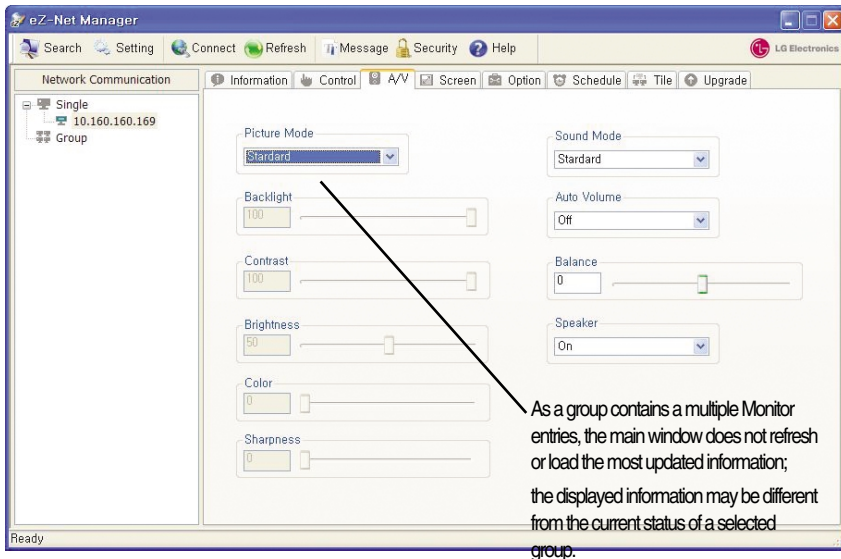 eZ-Net Manager
Search Setting Connect Refresh Message Security Help LG Electronics
Network Communication
Information Control A/V Screen Option Schedule Tile Upgrade
Single
10.160.160.169
Group
Picture Mode
Stardard
Sound Mode
Stardard
Backlight
100
Auto Volume
Off
Contrast
100
Balance
0
Brightness
50
Speaker
On
Color
0
Sharpness
0
As a group contains a multiple Monitor
entries, the main window does not refresh
or load the most updated information;
the displayed information may be different
from the current status of a selected
group.
Ready